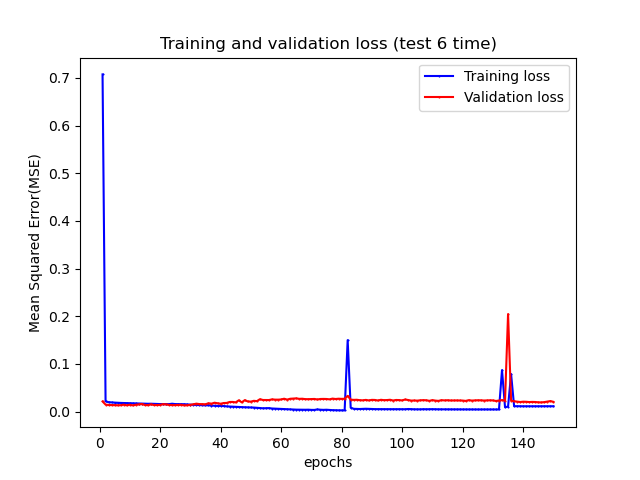 Training and validation loss (test 6 time)
Training loss
Validation loss
Mean Squared Error(MSE)
0.7
0.6
0.5
0.4
0.3
0.2
0.1
0.0
0 20 40 60 80 100 120 140
epochs